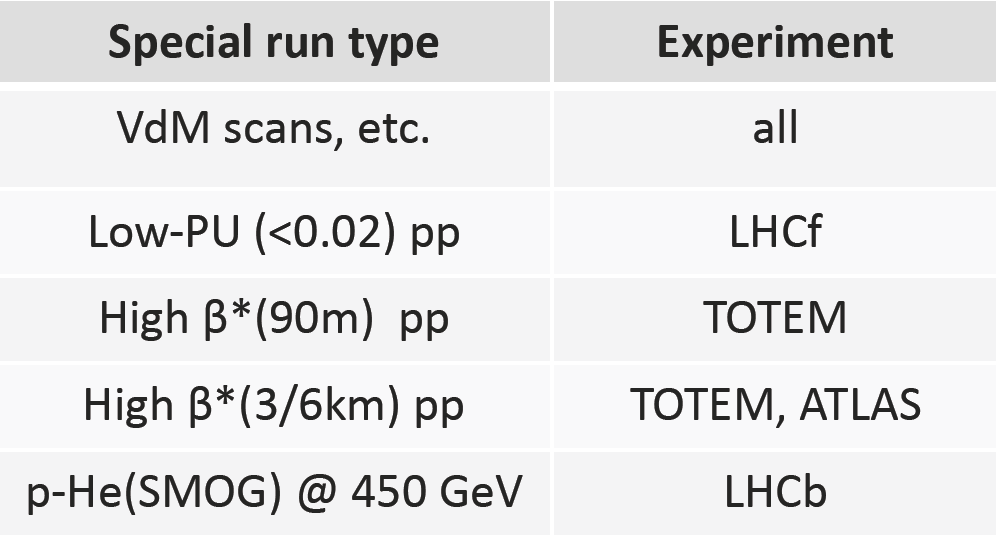 Special run type Experiment
VdM scans, etc. all
Low-PU (<0.02) pp LHCf
High β*(90m)  pp TOTEM
High β*(3/6km) pp TOTEM, ATLAS
p-He(SMOG) @ 450 GeV LHCb